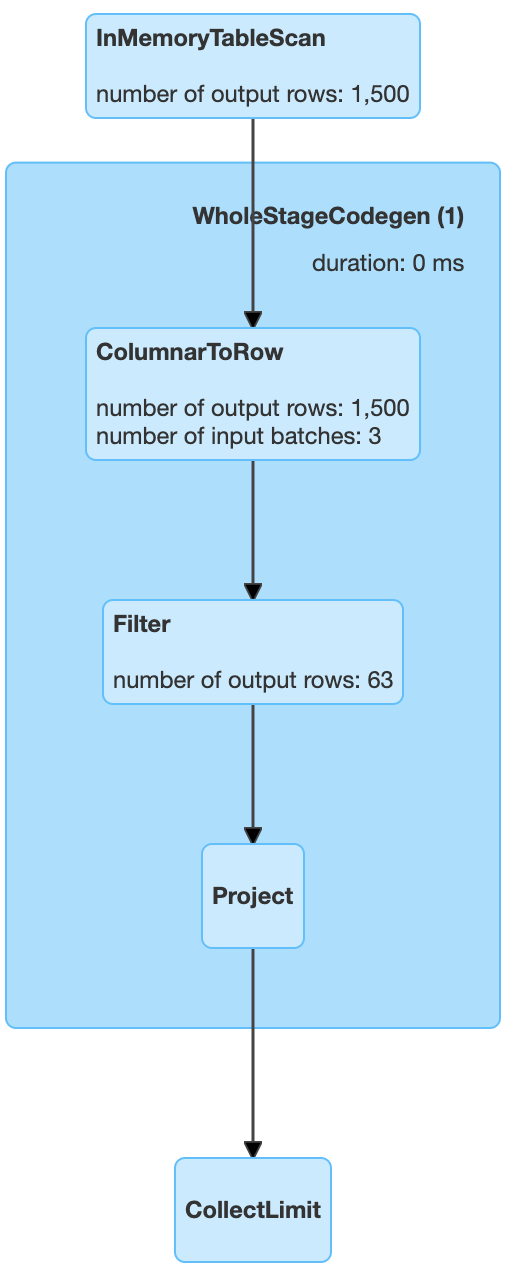 InMemoryTableScan
number of output rows: 1,500
WholeStageCodegen (1)
duration: 0 ms
ColumnarToRow
number of output rows: 1,500
number of input batches: 3
Filter
number of output rows: 63
Project
CollectLimit